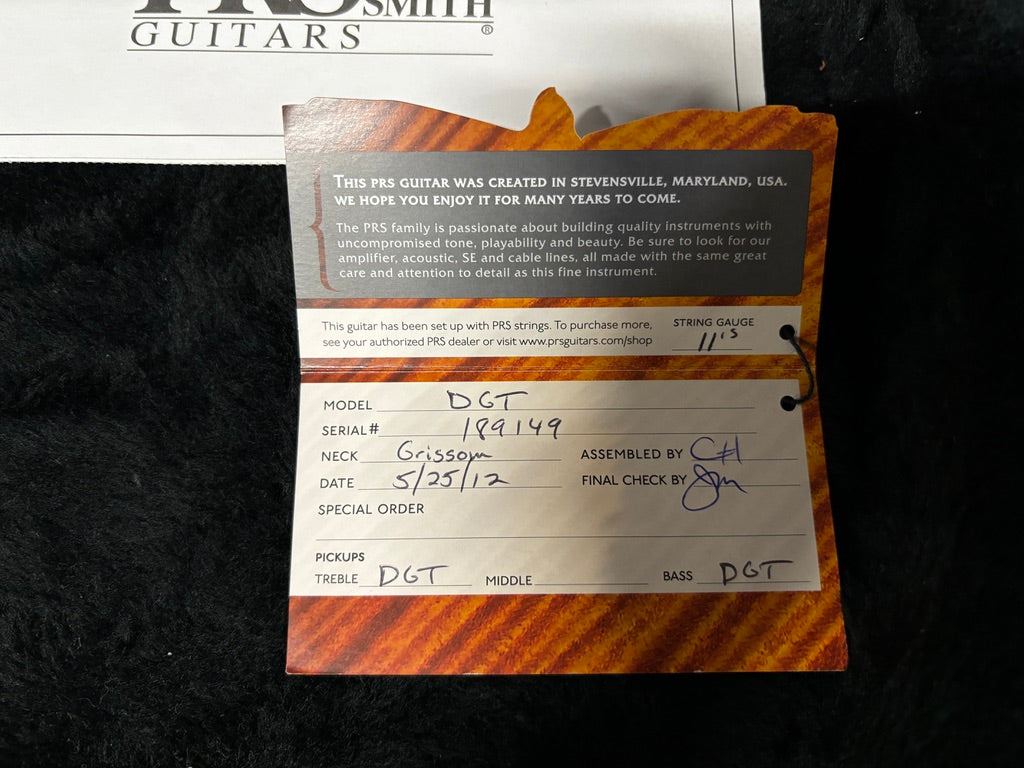 SMITH
GUITARS ®
THIS PRS GUITAR WAS CREATED IN STEVENSVILLE, MARYLAND, USA.
WE HOPE YOU ENJOY IT FOR MANY YEARS TO COME.
The PRS family is passionate about building quality instruments with
uncompromised tone, playability and beauty. Be sure to look for our
amplifier, acoustic, SE and cable lines, all made with the same great
care and attention to detail as this fine instrument.
This guitar has been set up with PRS strings. To purchase more,
see your authorized PRS dealer or visit www.prsguitars.com/shop
STRING GAUGE
11's
MODEL DGT
SERIAL# 189149
NECK Grissom ASSEMBLED BY CH
DATE 5/25/12 FINAL CHECK BY
SPECIAL ORDER
PICKUPS
TREBLE DGT MIDDLE BASS DGT